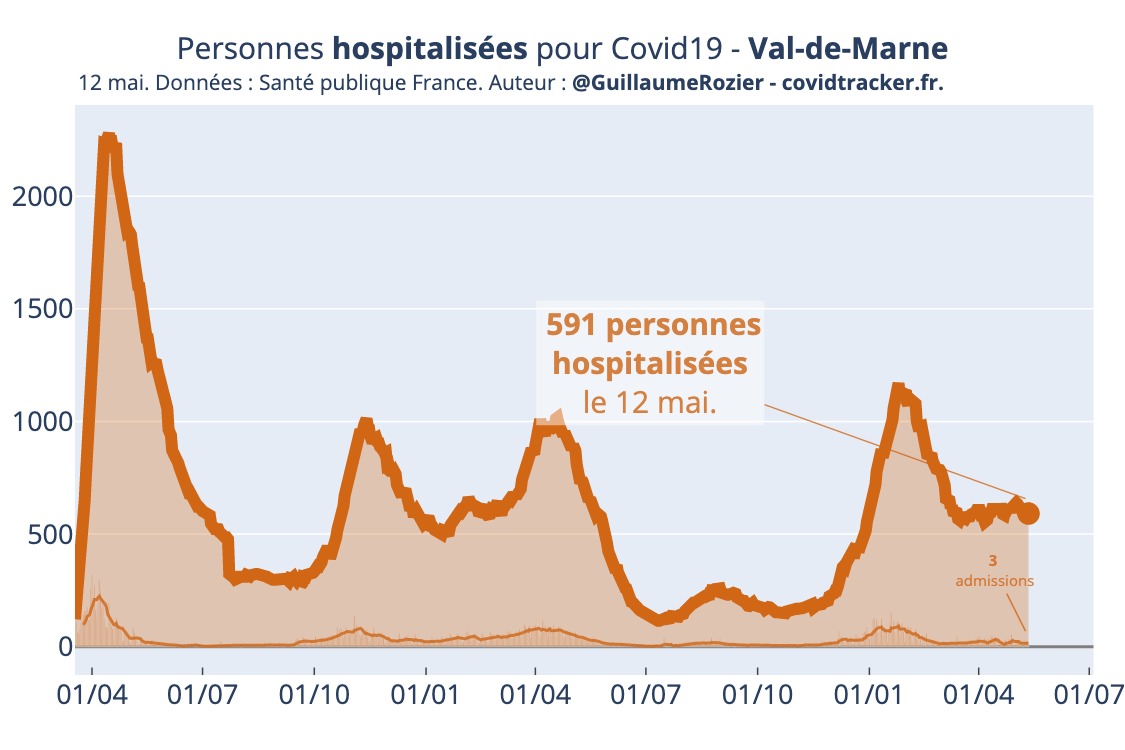 Personnes hospitalisées pour Covid19 - Val-de-Marne
12 mai. Données : Santé publique France. Auteur : @GuillaumeRozier - covidtracker.fr.
2000
1500
591 personnes
hospitalisées
le 12 mai.
1000
500
3
admissions
0
01/04 01/07 01/10 01/01 01/04 01/07 01/10 01/01 01/04 01/07